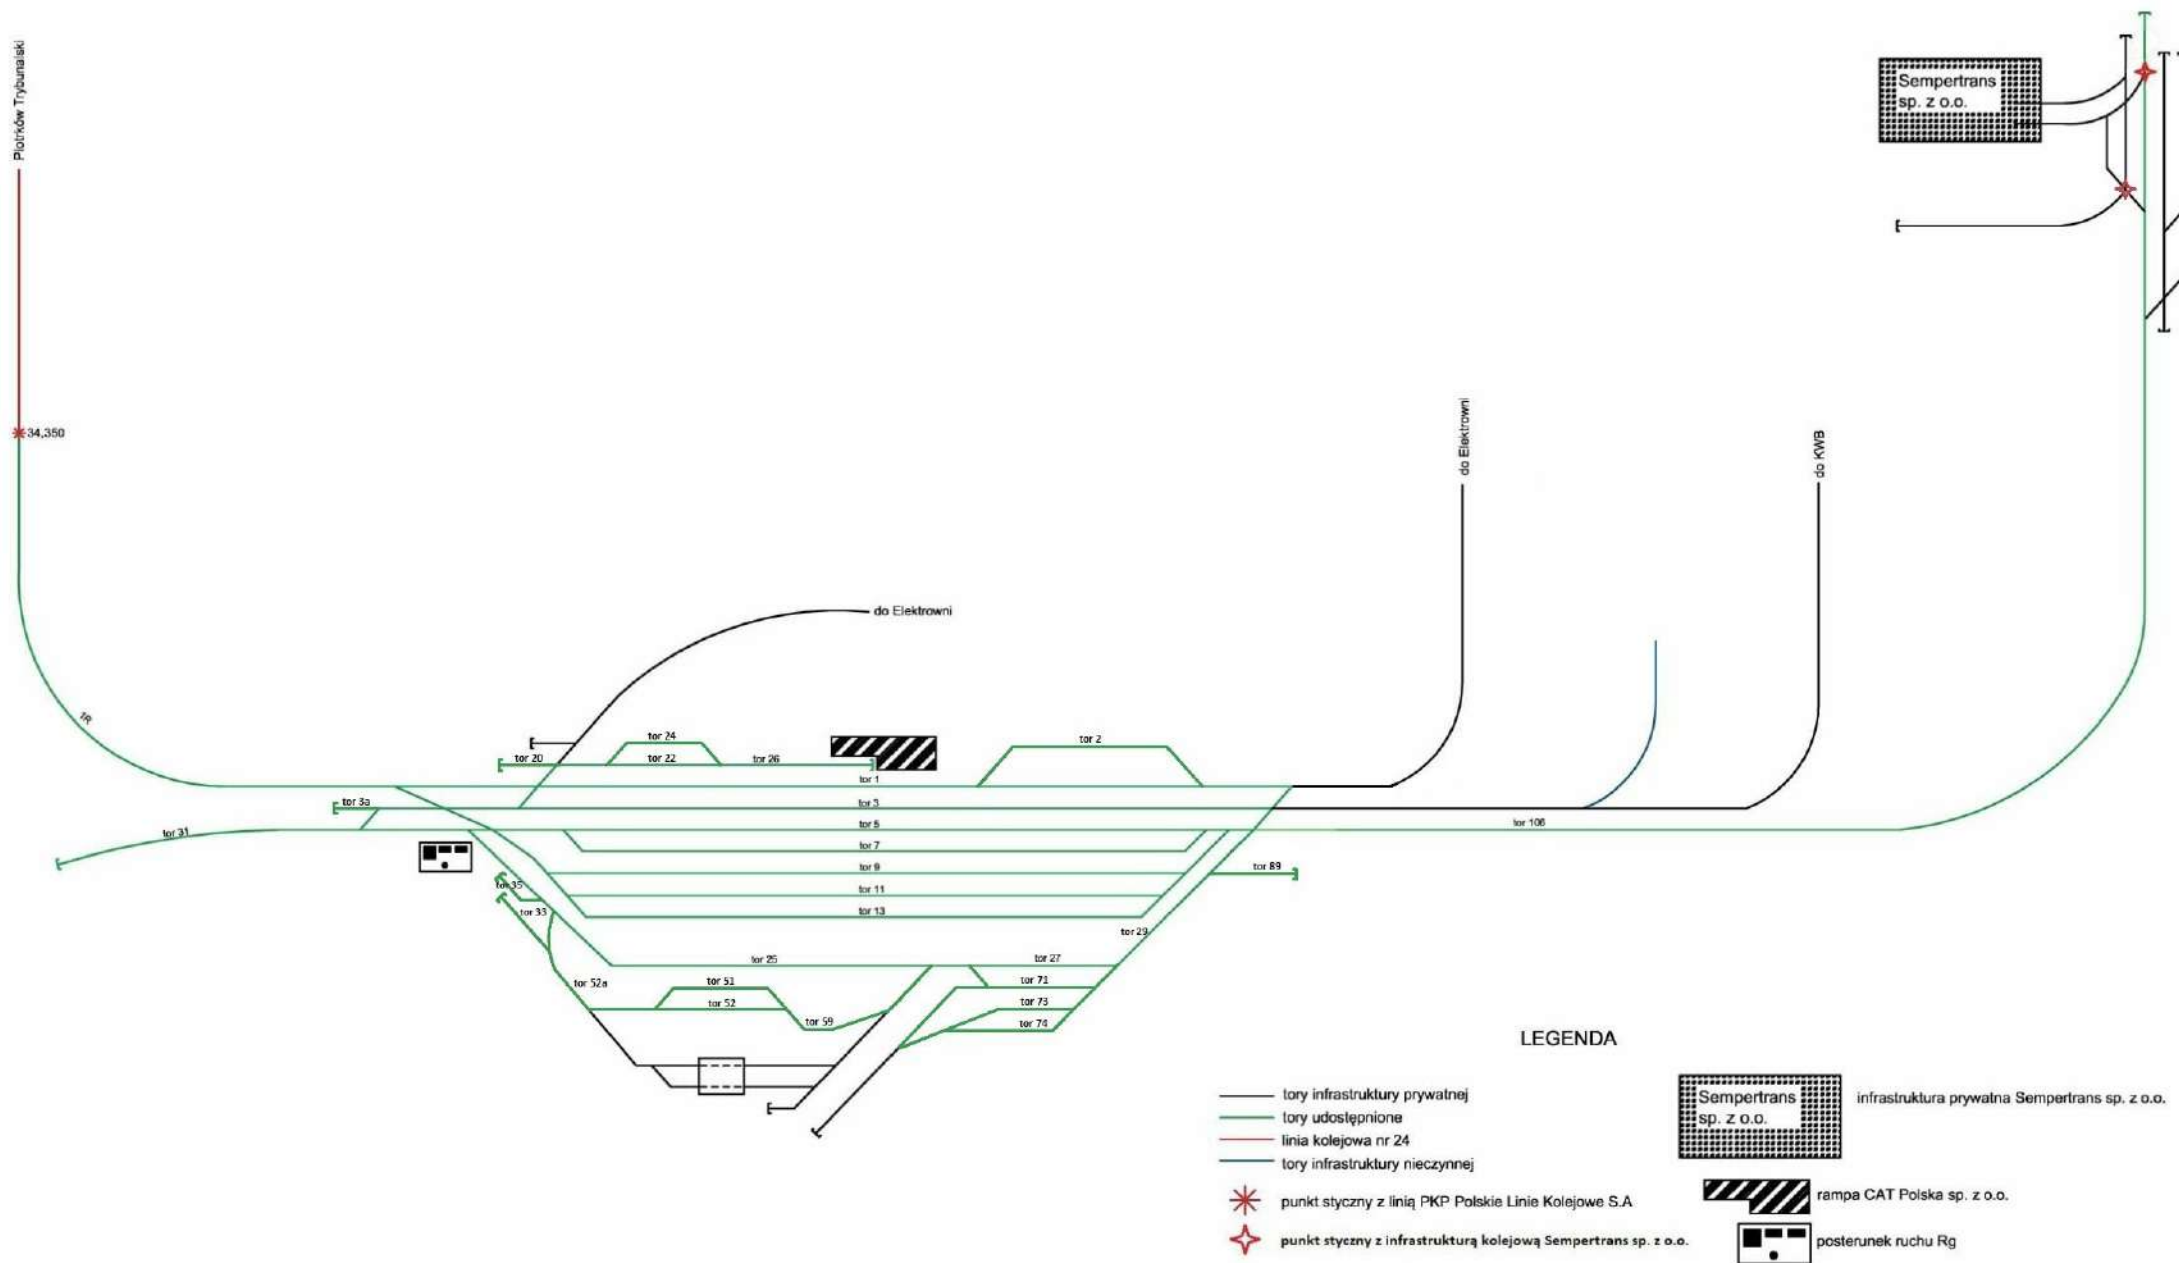 Piotrków Trybunalski
Sempertrans
sp. z o.o.
34,350
do Elektrowni
do KWB
do Elektrowni
1R
tor 24
tor 2
tor 20
tor 22
tor 26
tor 1
tor 3a
tor 3
tor 31
tor 5
tor 106
tor 7
tor 9
tor 89
tor 35
tor 11
tor 33
tor 13
tor 29
tor 25
tor 27
tor 52a
tor 51
tor 71
tor 52
tor 73
tor 59
tor 74
LEGENDA
tory infrastruktury prywatnej
tory udostępnione
linia kolejowa nr 24
tory infrastruktury nieczynnej
punkt styczny z linią PKP Polskie Linie Kolejowe S.A
punkt styczny z infrastrukturą kolejową Sempertrans sp. z o.o.
Sempertrans
sp. z o.o.
infrastruktura prywatna Sempertrans sp. z o.o.
rampa CAT Polska sp. z o.o.
posterunek ruchu Rg